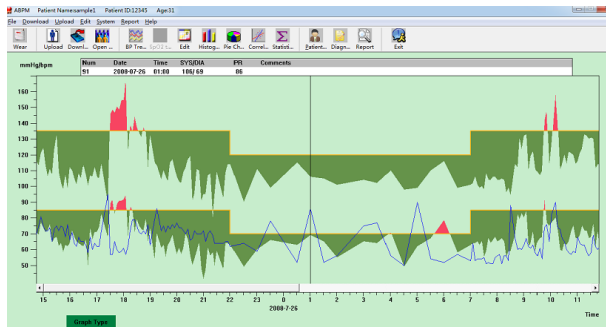 ABPM Patient Name:sample1 Patient ID:12345 Age:31
File Download Upload Edit System Report Help
Wear Upload Downl... Open ... BP Tre... SpO2 t... Edit Histog... Pie Ch... Correl... Statisti... Patient... Diagn... Report Exit
mmHg/bpm
Num Date Time SYS/DIA PR Comments
91 2008-07-26 01:00 106/ 69 86
160
150
140
130
120
110
100
90
80
70
60
50
15 16 17 18 19 20 21 22 23 0 1 2 3 4 5 6 7 8 9 10 11
2008-7-26
Time
Graph Type